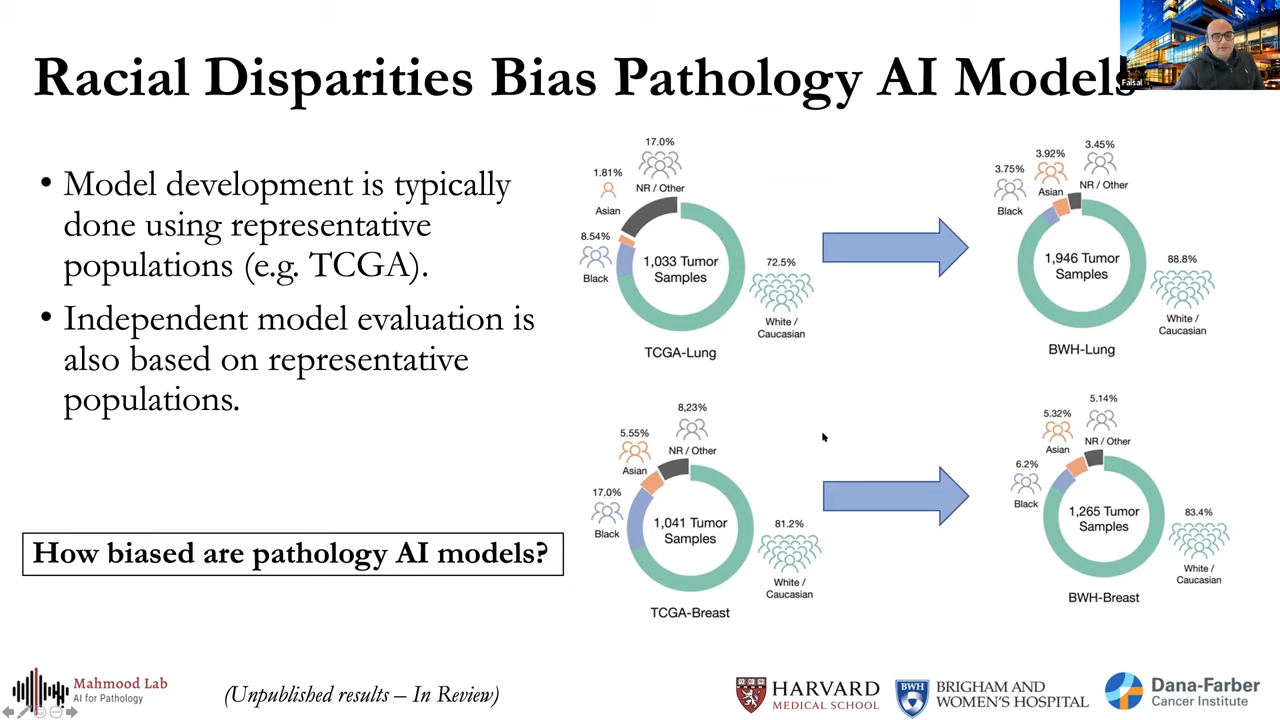 Racial Disparities Bias Pathology AI Models
Faisal
• Model development is typically
done using representative
populations (e.g. TCGA).
• Independent model evaluation is
also based on representative
populations.
How biased are pathology AI models?
17.0%
NR / Other
1.81%
Asian
8.54%
Black
1,033 Tumor
Samples
72.5%
White /
Caucasian
TCGA-Lung
3.45%
NR / Other
3.92%
Asian
3.75%
Black
1,946 Tumor
Samples
88.8%
White /
Caucasian
BWH-Lung
8,23%
NR / Other
5.55%
Asian
17.0%
Black
1,041 Tumor
Samples
81.2%
White /
Caucasian
TCGA-Breast
5.14%
NR / Other
5.32%
Asian
6.2%
Black
1,265 Tumor
Samples
83.4%
White /
Caucasian
BWH-Breast
Mahmood Lab
AI for Pathology
(Unpublished results – In Review)
HARVARD
MEDICAL SCHOOL
BWH
BRIGHAM AND
WOMEN'S HOSPITAL
Dana-Farber
Cancer Institute